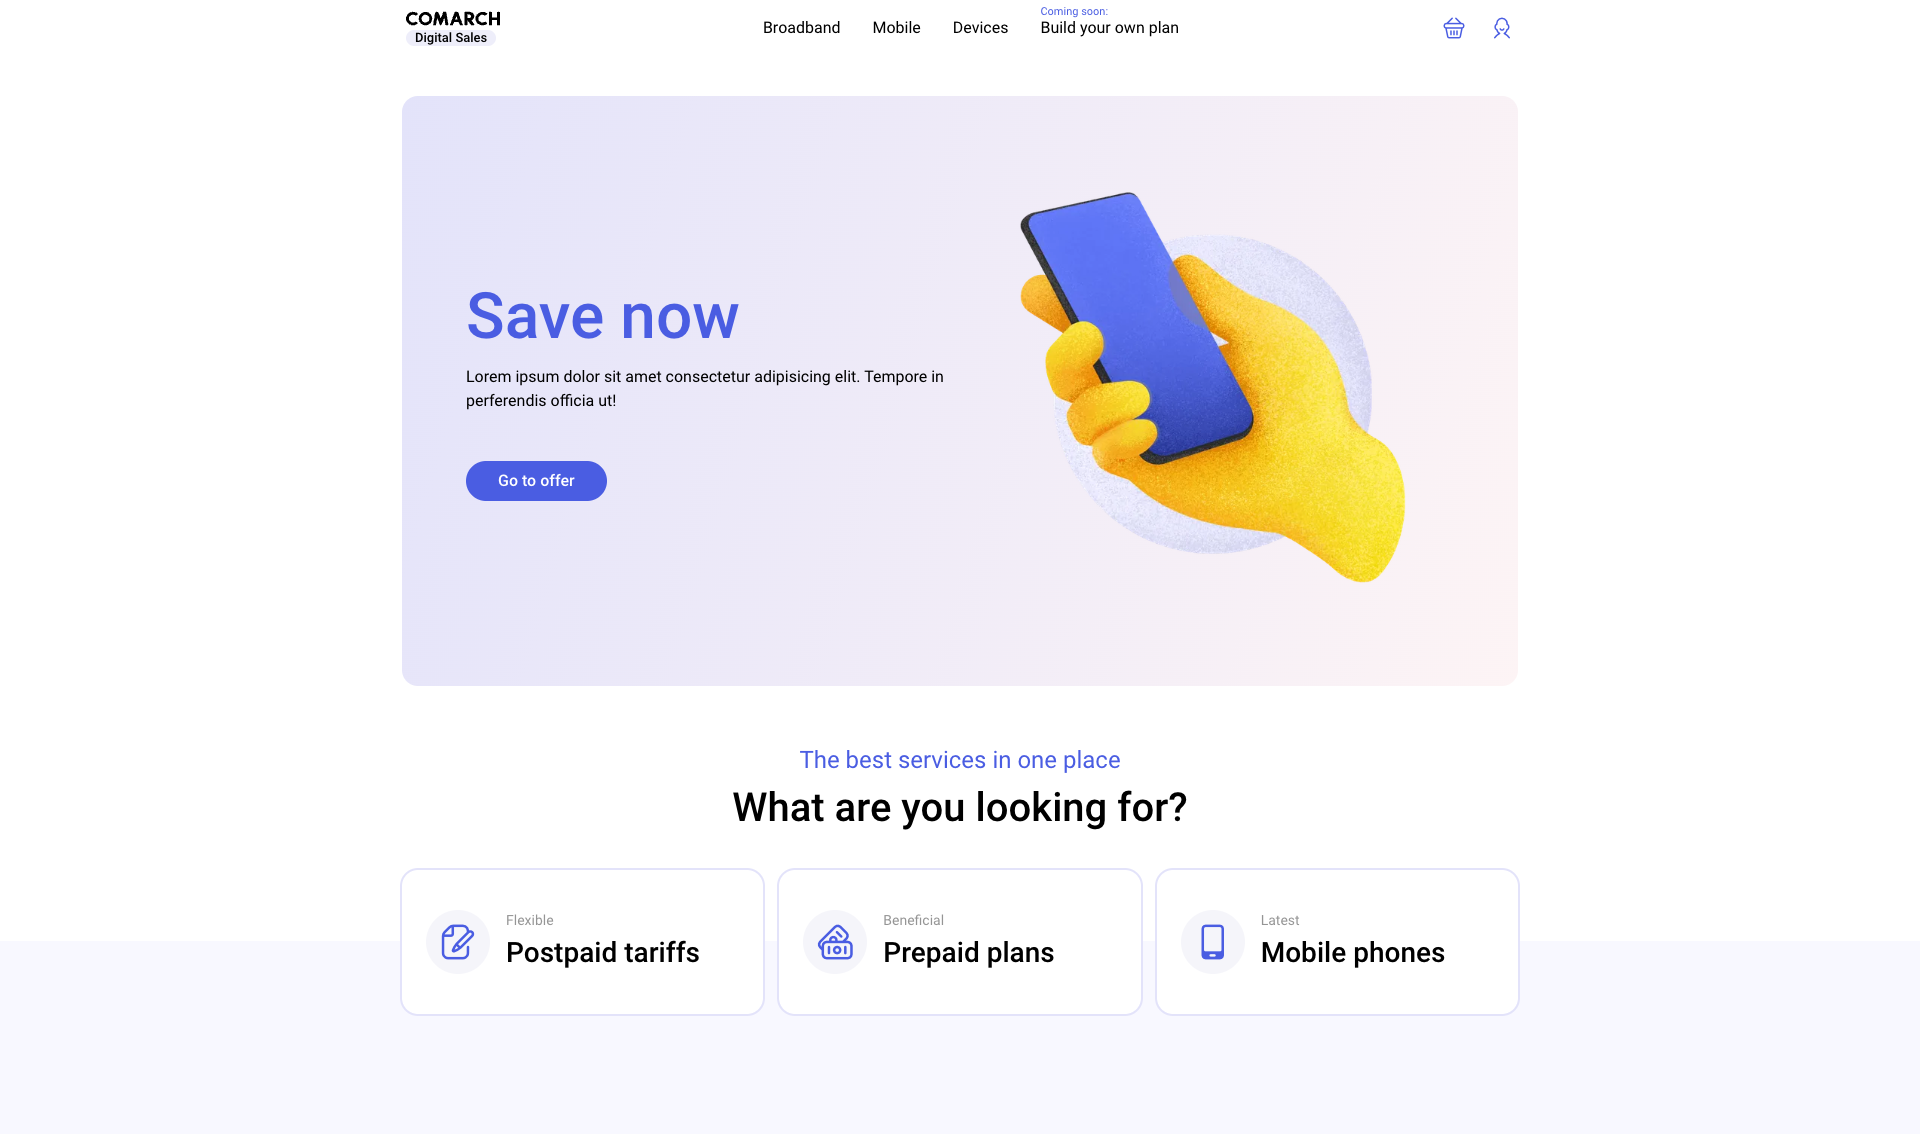 COMARCH
Digital Sales
Broadband
Mobile
Devices
Coming soon:
Build your own plan
Save now
Lorem ipsum dolor sit amet consectetur adipisicing elit. Tempore in
perferendis officia ut!
Go to offer
The best services in one place
What are you looking for?
Flexible
Postpaid tariffs
Beneficial
Prepaid plans
Latest
Mobile phones